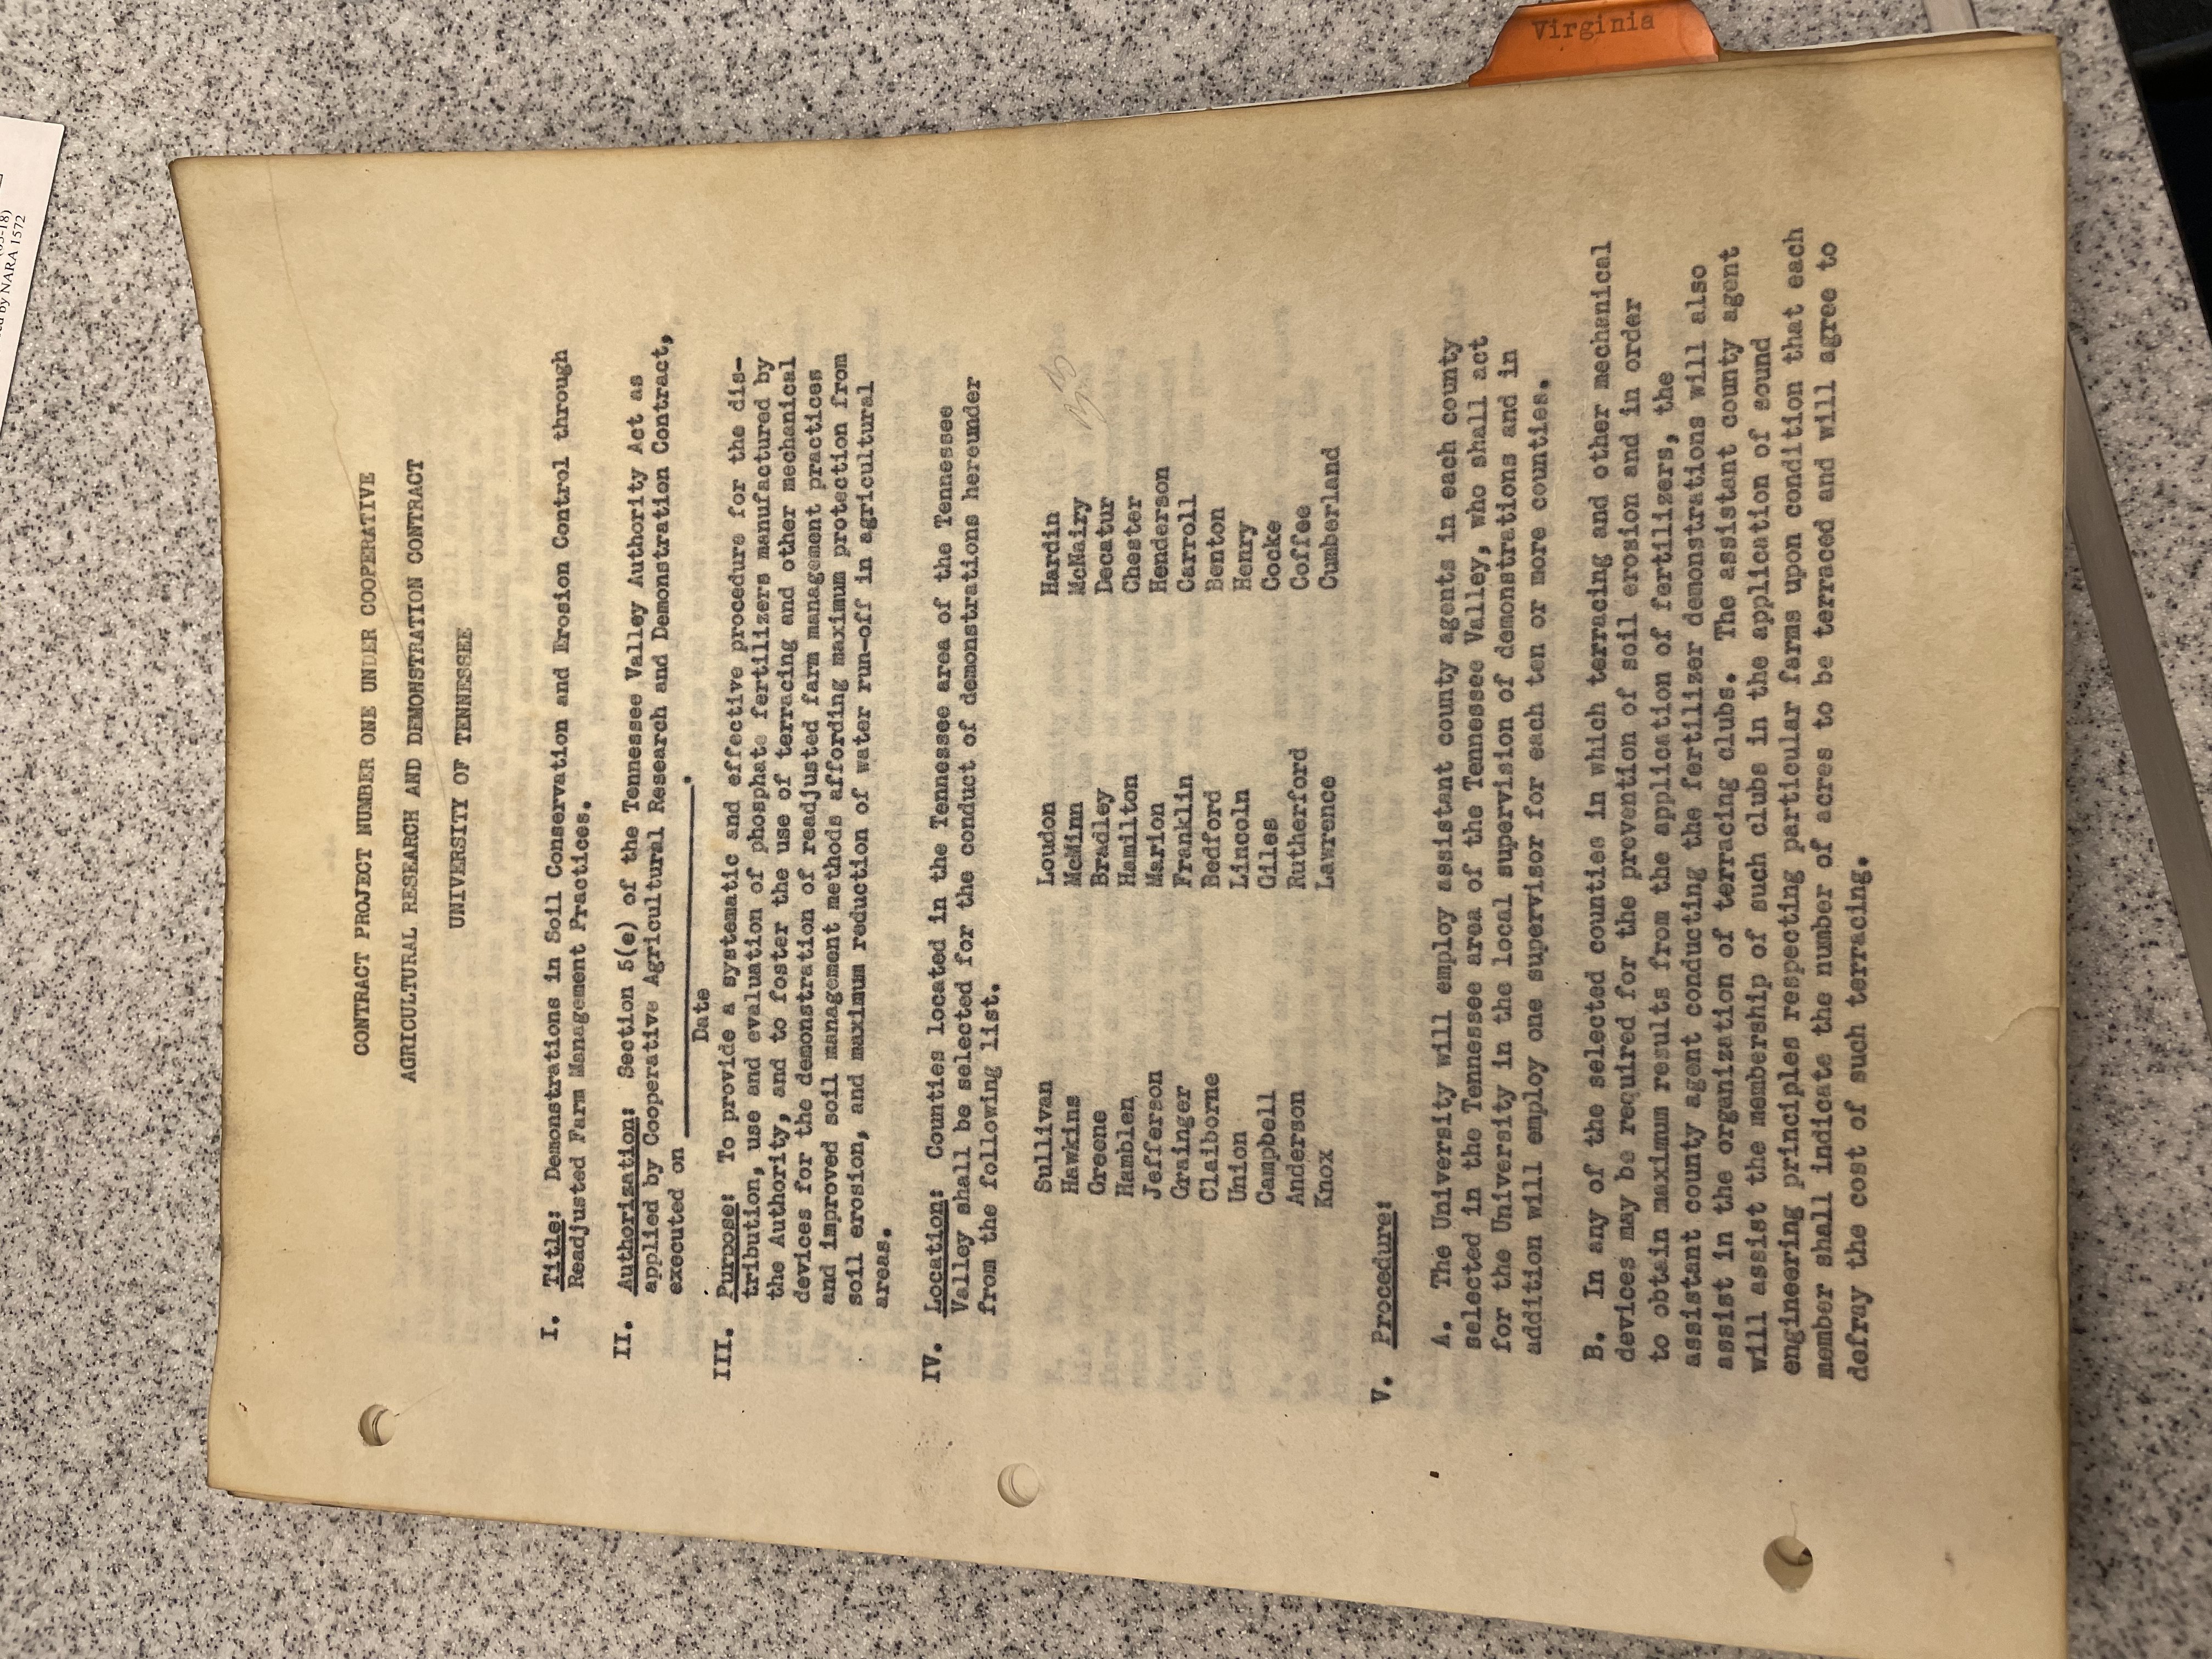 (05-18)
by NARA 1572
CONTRACT PROJECT NUMBER ONE UNDER COOPERATIVE
AGRICULTURAL RESEARCH AND DEMONSTRATION CONTRACT
UNIVERSITY OF TENNESSEE
I. Title: Demonstrations in Soil Conservation and Erosion Control through
Readjusted Farm Management Practices.
II. Authorization: Section 5(e) of the Tennessee Valley Authority Act as
applied by Cooperative Agricultural Research and Demonstration Contract,
executed on ____________________.
Date
III. Purpose: To provide a systematic and effective procedure for the dis-
tribution, use and evaluation of phosphate fertilizers manufactured by
the Authority, and to foster the use of terracing and other mechanical
devices for the demonstration of readjusted farm management practices
and improved soil management methods affording maximum protection from
soil erosion, and maximum reduction of water run-off in agricultural
areas.
IV. Location: Counties located in the Tennessee area of the Tennessee
Valley shall be selected for the conduct of demonstrations hereunder
from the following list.
Sullivan Loudon Hardin
Hawkins McMinn McNairy
Greene Bradley Decatur
Hamblen Hamilton Chester
Jefferson Marion Henderson
Grainger Franklin Carroll
Claiborne Bedford Benton
Union Lincoln Henry
Campbell Giles Cocke
Anderson Rutherford Coffee
Knox Lawrence Cumberland
33
V. Procedure:
A. The University will employ assistant county agents in each county
selected in the Tennessee area of the Tennessee Valley, who shall act
for the University in the local supervision of demonstrations and in
addition will employ one supervisor for each ten or more counties.
B. In any of the selected counties in which terracing and other mechanical
devices may be required for the prevention of soil erosion and in order
to obtain maximum results from the application of fertilizers, the
assistant county agent conducting the fertilizer demonstrations will also
assist in the organization of terracing clubs. The assistant county agent
will assist the membership of such clubs in the application of sound
engineering principles respecting particular farms upon condition that each
member shall indicate the number of acres to be terraced and will agree to
defray the cost of such terracing.
Virginia